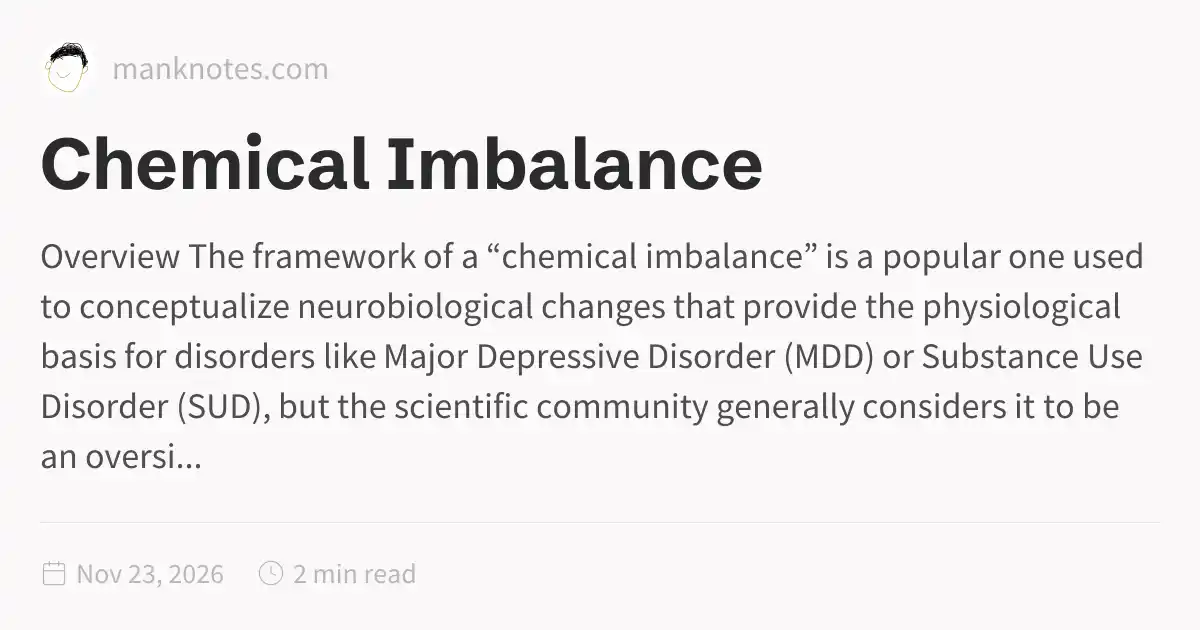 manknotes.com
Chemical Imbalance
Overview The framework of a “chemical imbalance” is a popular one used
to conceptualize neurobiological changes that provide the physiological
basis for disorders like Major Depressive Disorder (MDD) or Substance Use
Disorder (SUD), but the scientific community generally considers it to be
an oversi...
Nov 23, 2026 2 min read